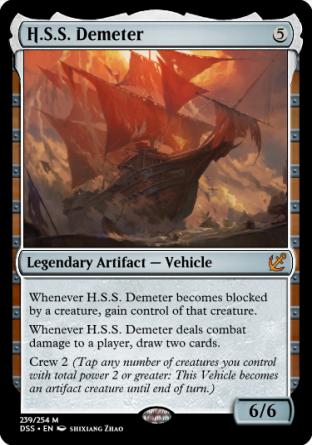 H.S.S. Demeter 5
Legendary Artifact — Vehicle
Whenever H.S.S. Demeter becomes blocked
by a creature, gain control of that creature.
Whenever H.S.S. Demeter deals combat
damage to a player, draw two cards.
Crew 2 (Tap any number of creatures you control
with total power 2 or greater: This Vehicle becomes
an artifact creature until end of turn.)
6/6
239/254 M
DSS • EN SHIXIANG ZHAO